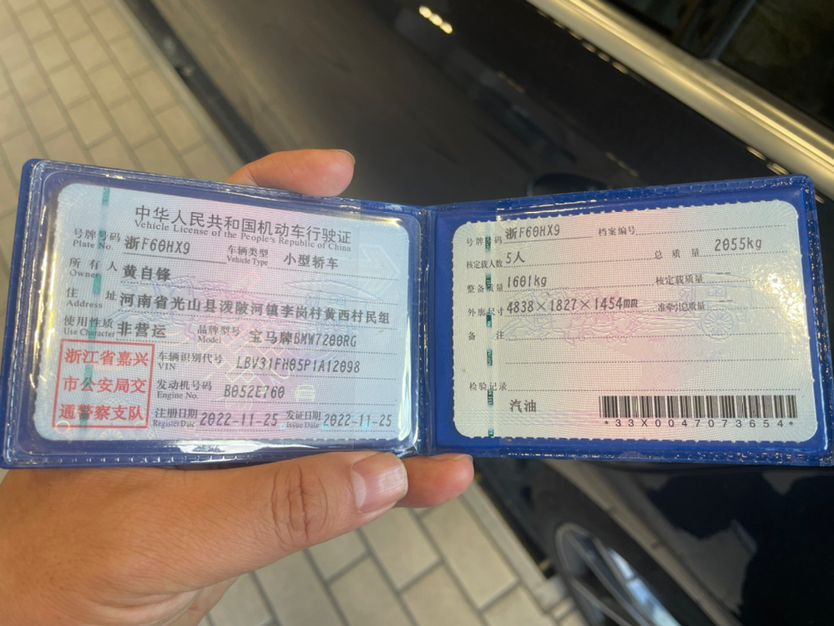 中华人民共和国机动车行驶证
Vehicle License of the People's Republic of China
号牌号码 浙F60HX9 车辆类型 小型轿车
Plate No. Vehicle Type
所有人 黄自锋
Owner
住址 河南省光山县泼陂河镇李岗村黄西村民组
Address
使用性质 非营运 品牌型号 宝马牌BMW7200RG
Use Character Model
浙江省嘉兴
市公安局交
通警察支队
车辆识别代号 LBV31FH05P1A12098
VIN
发动机号码 B052E760
Engine No.
注册日期 2022-11-25 发证日期 2022-11-25
Register Date Issue Date
号牌号码 浙F60HX9 档案编号
核定载人数 5人 总质量 2055kg
整备质量 1601kg 核定载质量 --
外廓尺寸 4838×1827×1454mm 准牵引总质量 --
备注
检验记录
汽油
*33X0047073654*